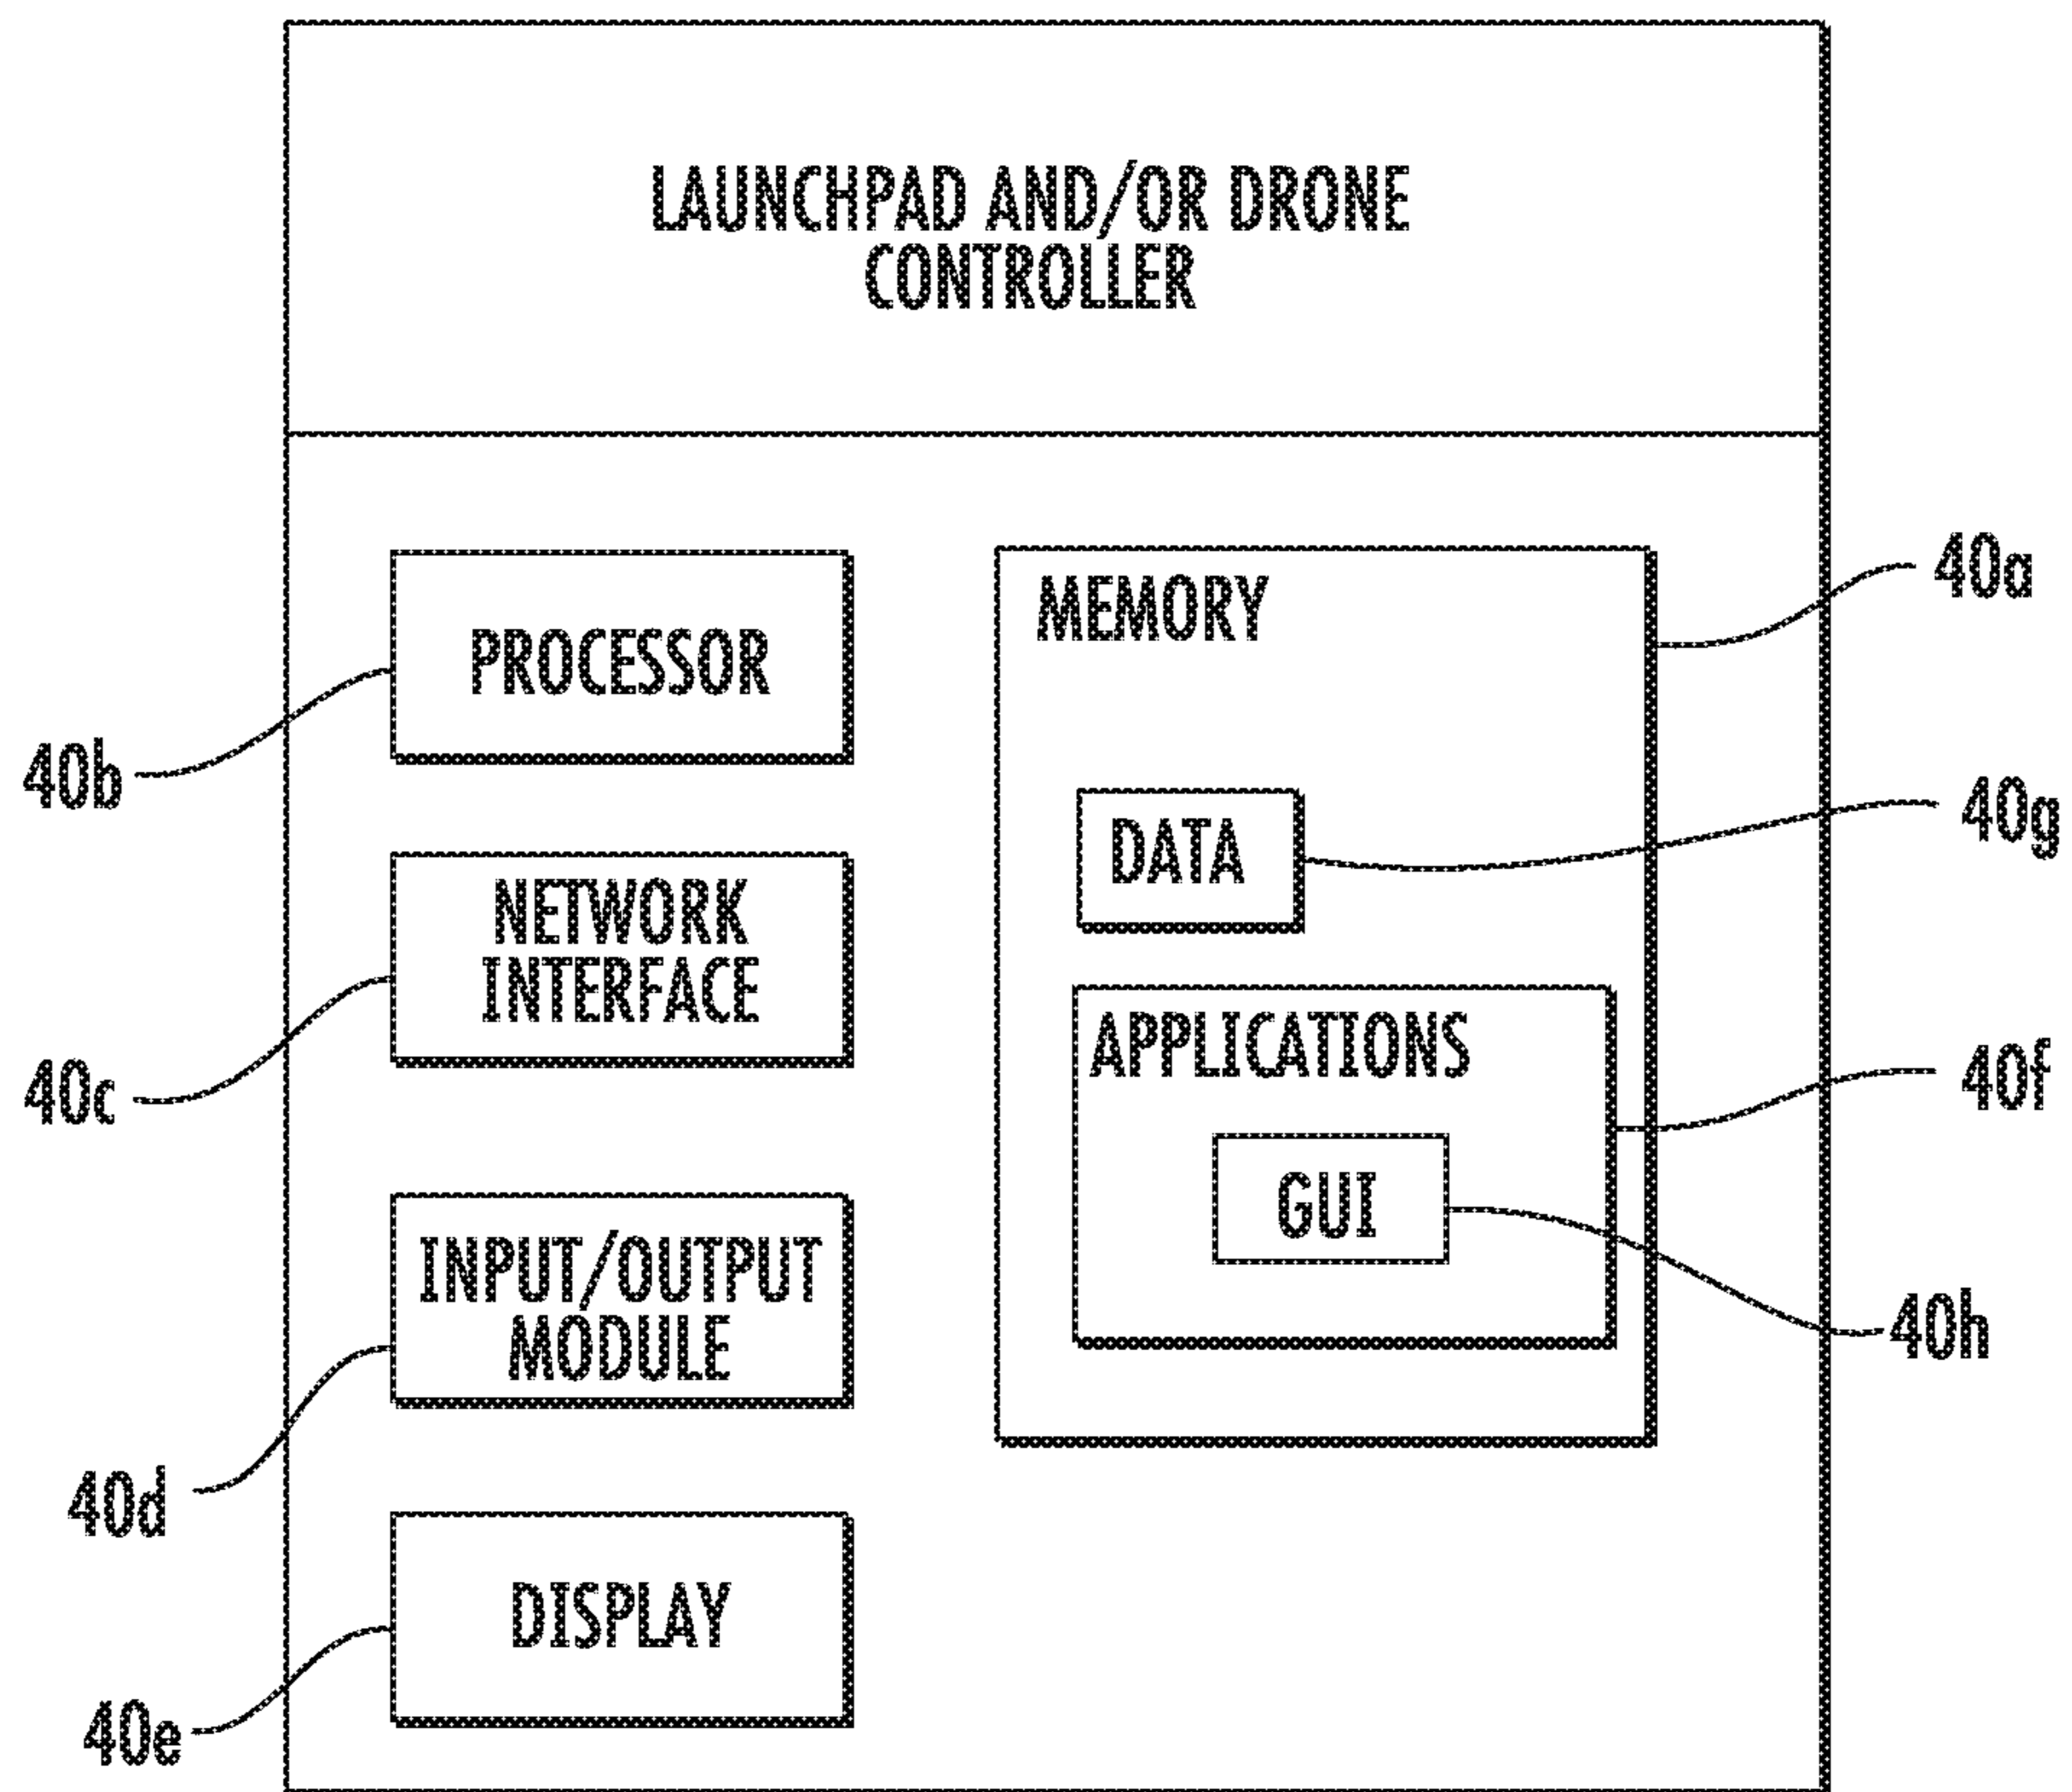 LAUNCHPAD AND/OR DRONE
CONTROLLER
PROCESSOR
40b
NETWORK
INTERFACE
40c
INPUT/OUTPUT
MODULE
40d
DISPLAY
40e
MEMORY
40a
DATA
40g
APPLICATIONS
40f
GUI
40h